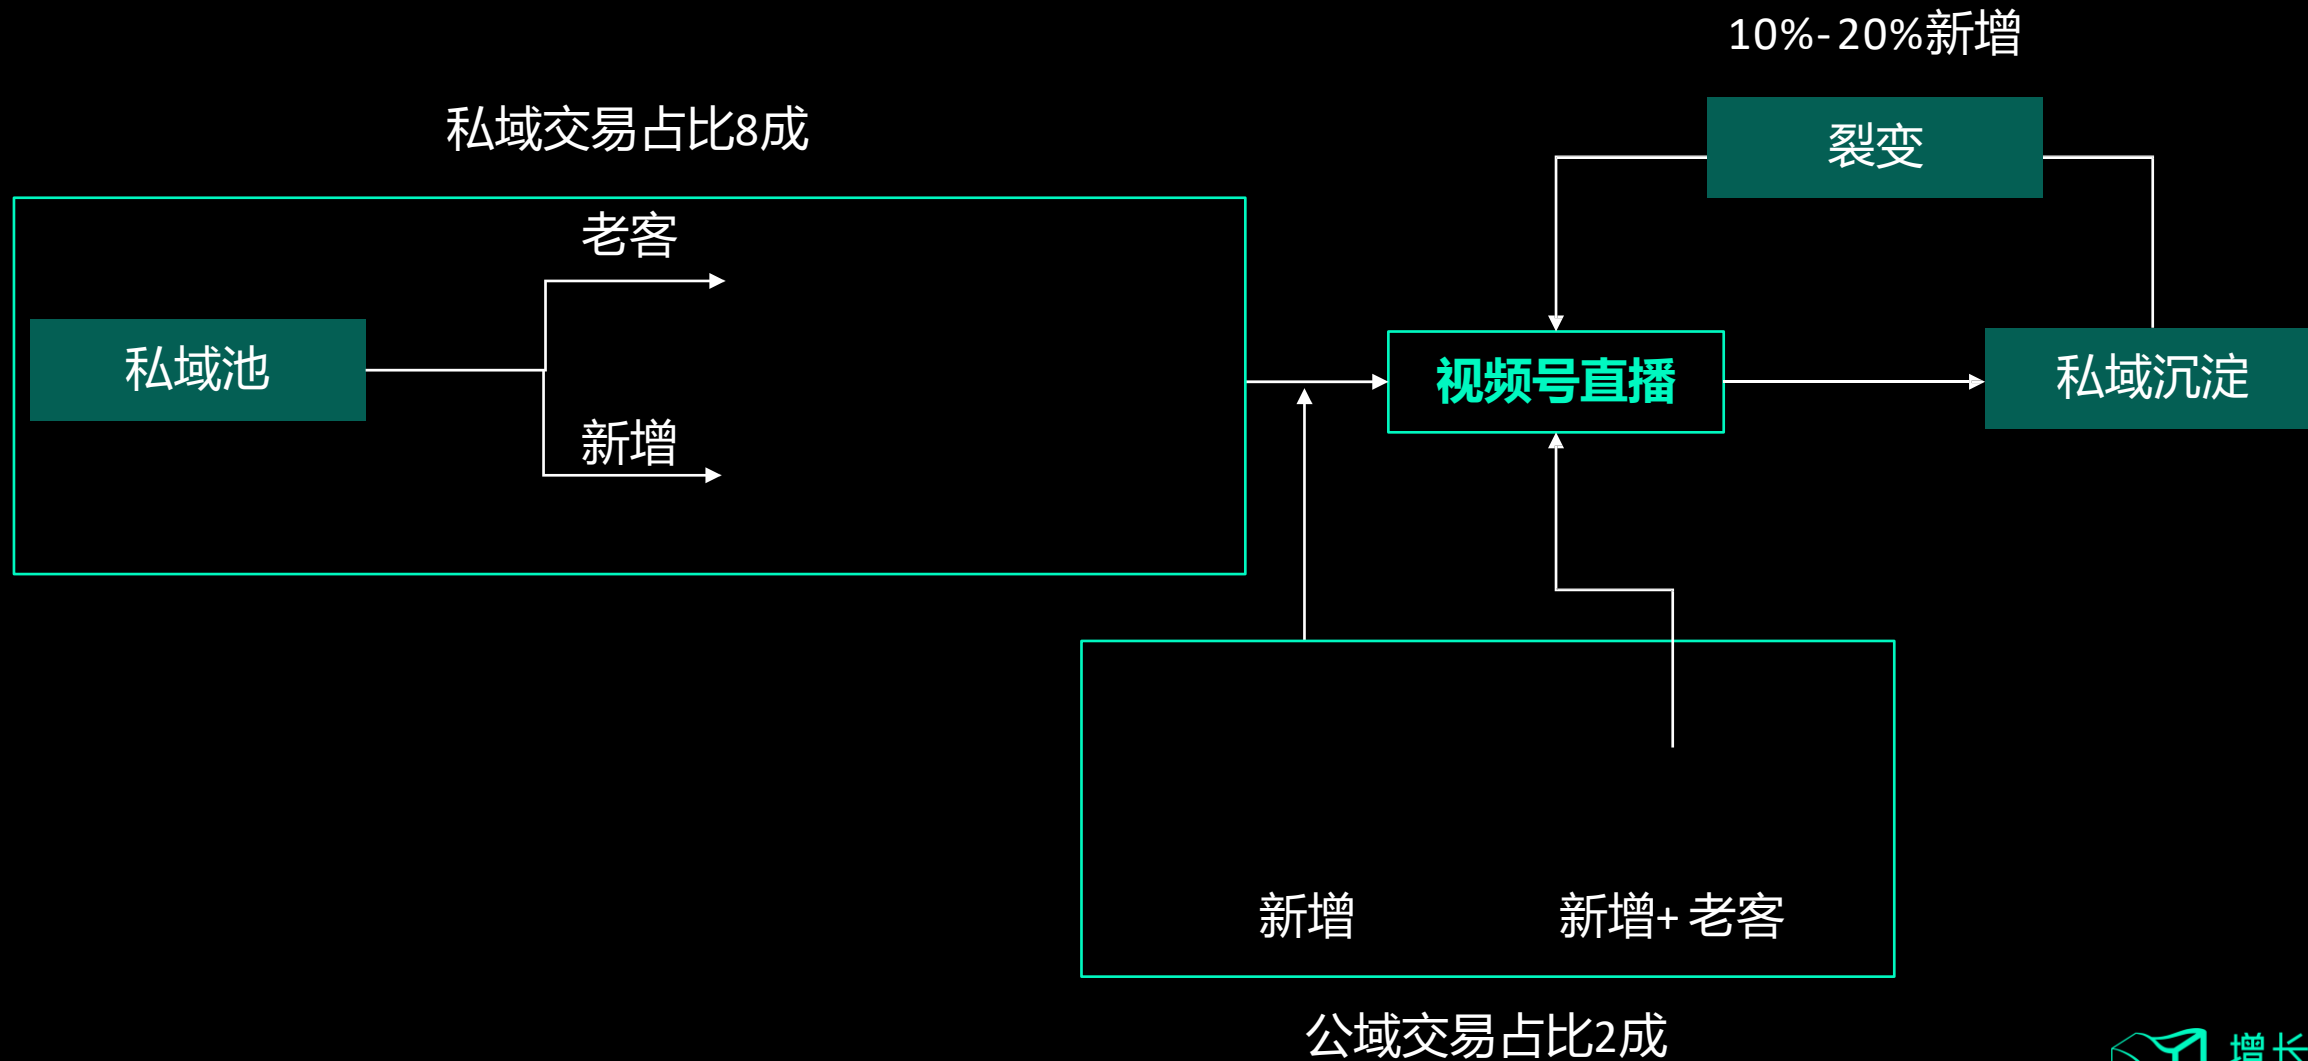 10%-20%新增
私域交易占比8成
裂变
老客
私域池
视频号直播
私域沉淀
新增
新增
新增+老客
公域交易占比2成
增长